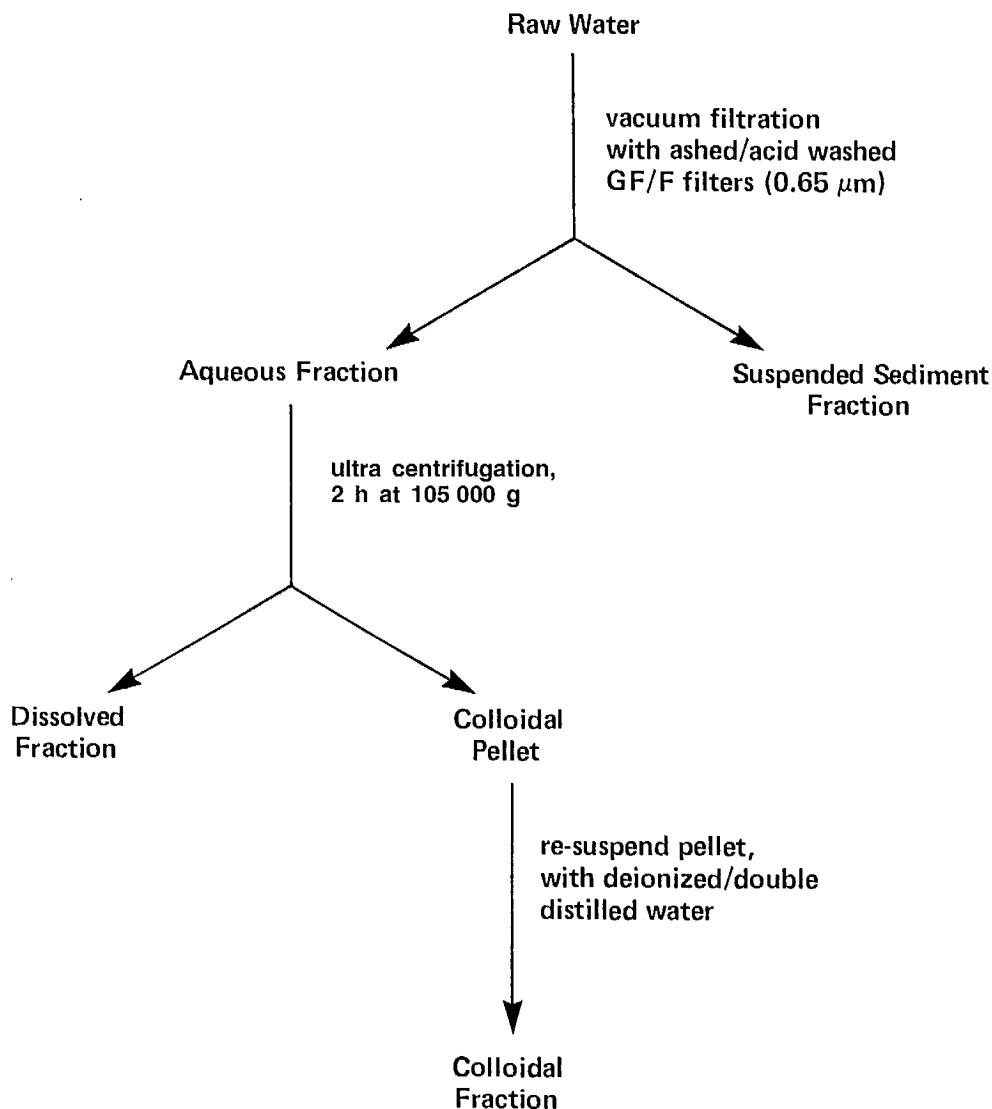 Raw Water
vacuum filtration
with ashed/acid washed
GF/F filters (0.65 μm)
Aqueous Fraction
Suspended Sediment
Fraction
ultra centrifugation,
2 h at 105 000 g
Dissolved
Fraction
Colloidal
Pellet
re-suspend pellet,
with deionized/double
distilled water
Colloidal
Fraction